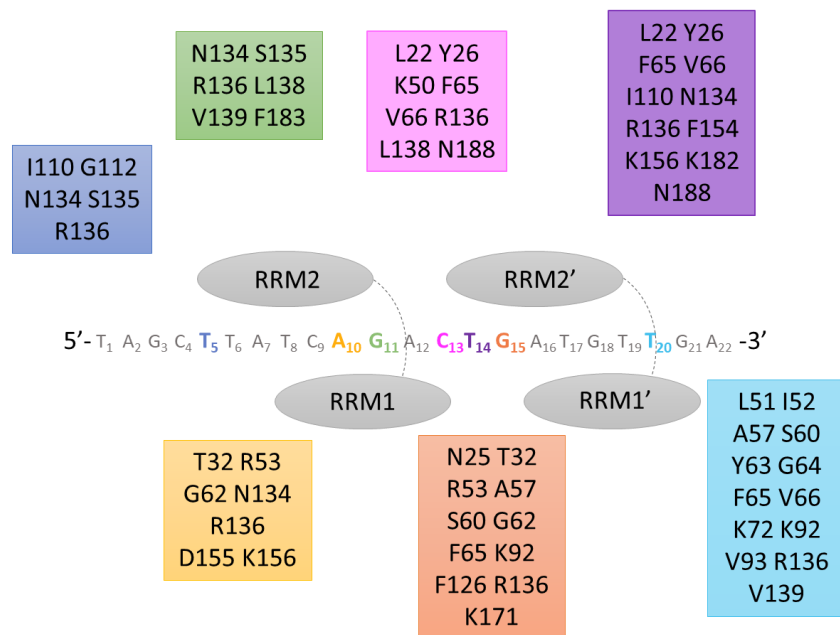 N134 S135
R136 L138
V139 F183
L22 Y26
K50 F65
V66 R136
L138 N188
L22 Y26
F65 V66
I110 N134
R136 F154
K156 K182
N188
I110 G112
N134 S135
R136
RRM2
RRM2’
5’- T1 A2 G3 C4 T5 T6 A7 T8 C9 A10 G11 A12 C13 T14 G15 A16 T17 G18 T19 T20 G21 A22 -3’
RRM1
RRM1’
T32 R53
G62 N134
R136
D155 K156
N25 T32
R53 A57
S60 G62
F65 K92
F126 R136
K171
L51 I52
A57 S60
Y63 G64
F65 V66
K72 K92
V93 R136
V139